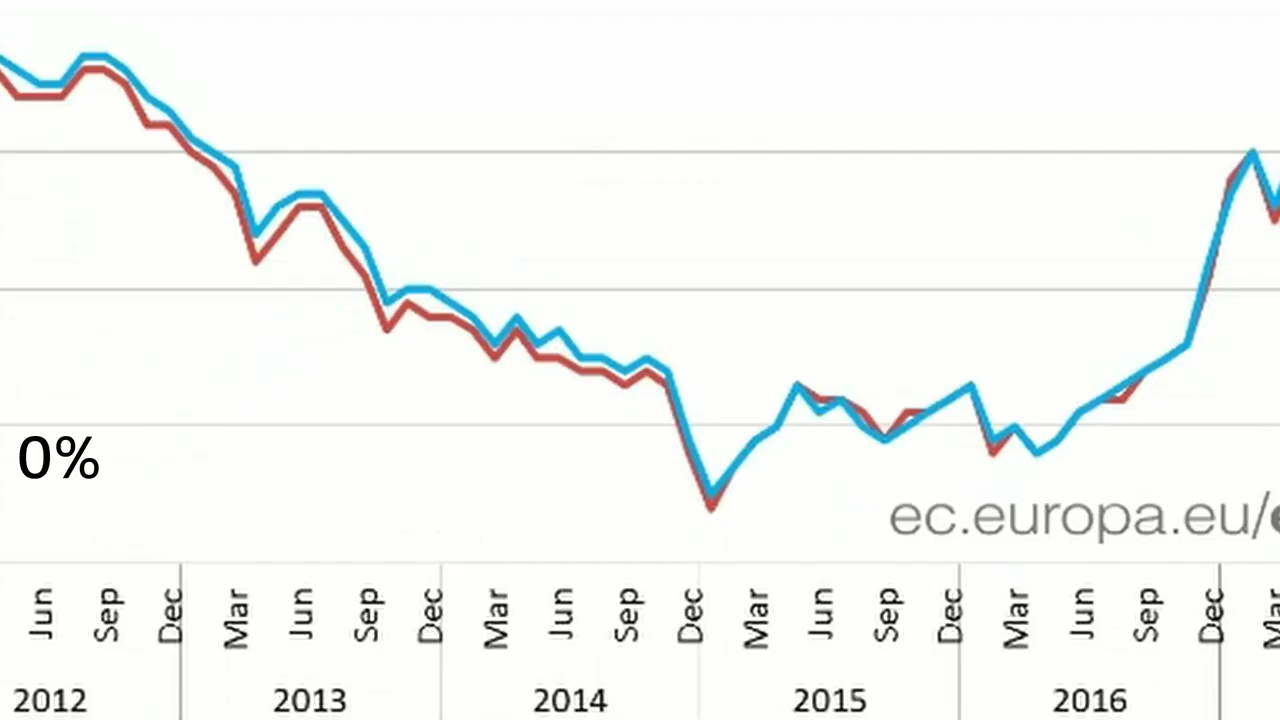 0%
ec.europa.eu/e
Jun Sep Dec Mar Jun Sep Dec Mar Jun Sep Dec Mar Jun Sep Dec Mar Jun Sep Dec Mar
2012 2013 2014 2015 2016